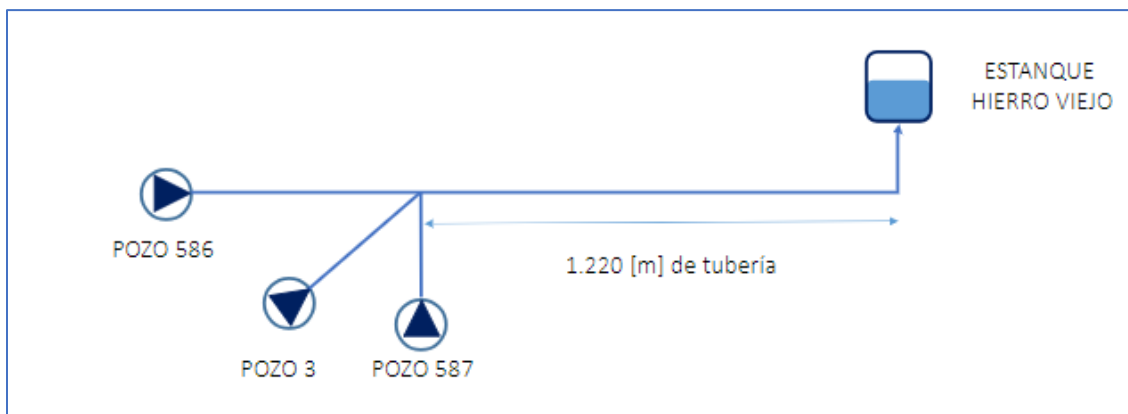 ESTANQUE
HIERRO VIEJO
POZO 586
1.220 [m] de tubería
POZO 3
POZO 587